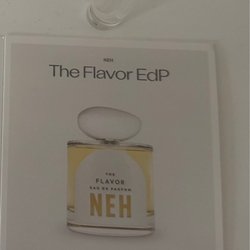 NEH
The Flavor EdP
THE
FLAVOR
EAU DE PARFUM
NEH